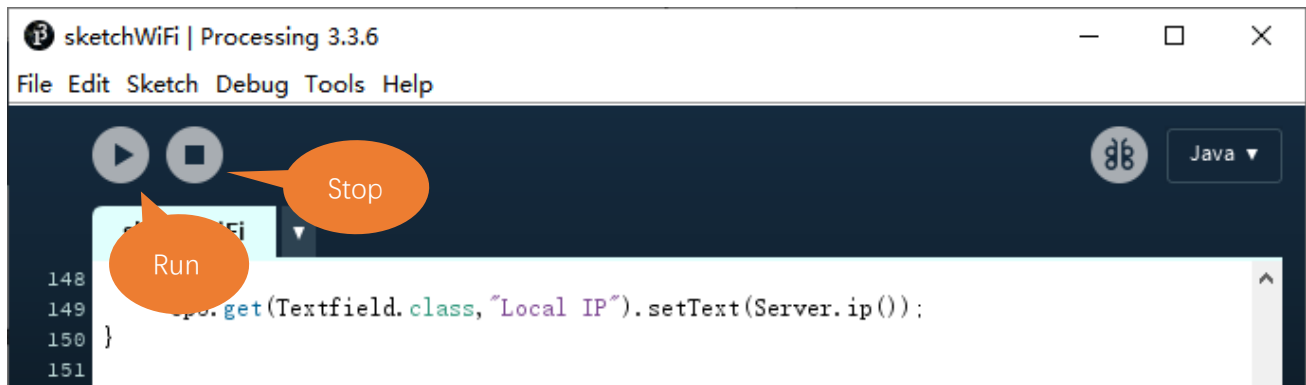 sketchWiFi | Processing 3.3.6
File Edit Sketch Debug Tools Help
Java ▼
Stop
Run
148
149 .get(Textfield.class,"Local IP").setText(Server.ip());
150 }
151